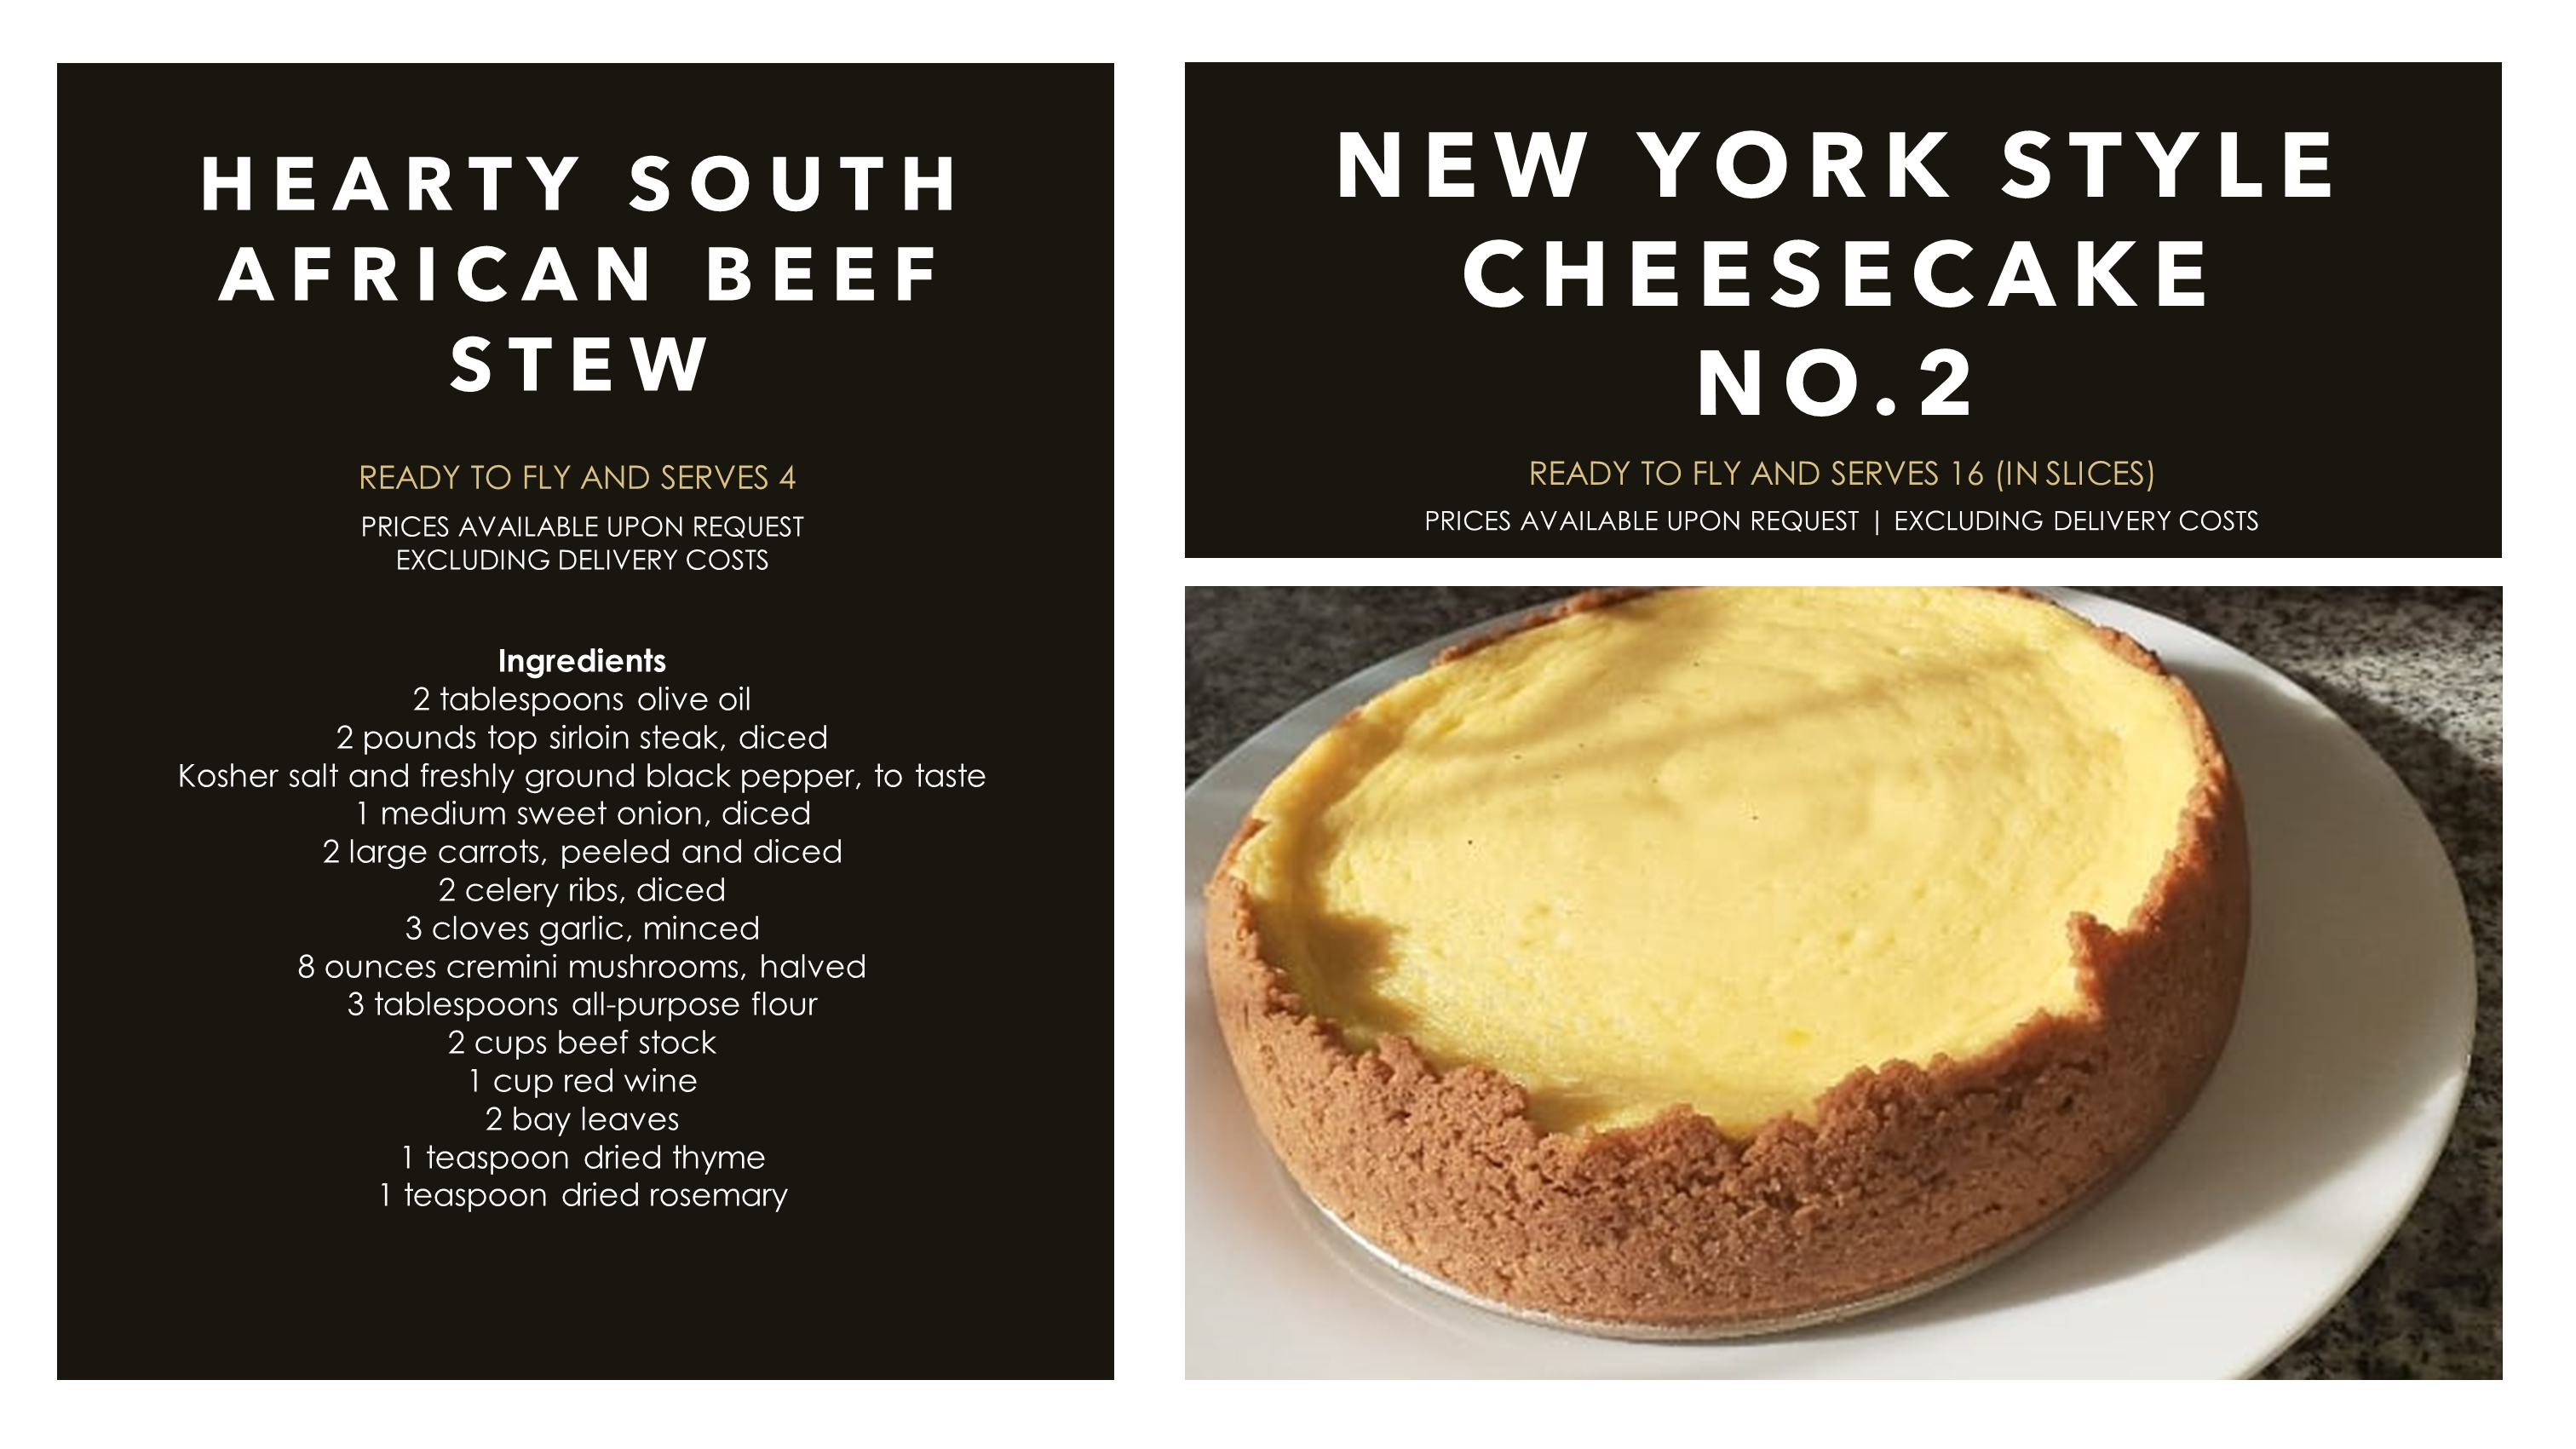 HEARTY SOUTH
AFRICAN BEEF
STEW
READY TO FLY AND SERVES 4
PRICES AVAILABLE UPON REQUEST
EXCLUDING DELIVERY COSTS
Ingredients
2 tablespoons olive oil
2 pounds top sirloin steak, diced
Kosher salt and freshly ground black pepper, to taste
1 medium sweet onion, diced
2 large carrots, peeled and diced
2 celery ribs, diced
3 cloves garlic, minced
8 ounces cremini mushrooms, halved
3 tablespoons all-purpose flour
2 cups beef stock
1 cup red wine
2 bay leaves
1 teaspoon dried thyme
1 teaspoon dried rosemary
NEW YORK STYLE
CHEESECAKE
NO.2
READY TO FLY AND SERVES 16 (IN SLICES)
PRICES AVAILABLE UPON REQUEST | EXCLUDING DELIVERY COSTS